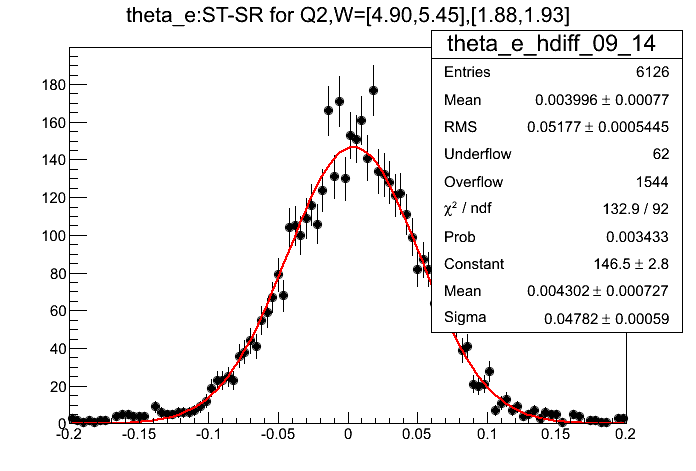 theta_e:ST-SR for Q2,W=[4.90,5.45],[1.88,1.93]
theta_e_hdiff_09_14
Entries 6126
Mean 0.003996 ± 0.00077
RMS 0.05177 ± 0.0005445
Underflow 62
Overflow 1544
χ² / ndf 132.9 / 92
Prob 0.003433
Constant 146.5 ± 2.8
Mean 0.004302 ± 0.000727
Sigma 0.04782 ± 0.00059
180
160
140
120
100
80
60
40
20
0
-0.2 -0.15 -0.1 -0.05 0 0.05 0.1 0.15 0.2